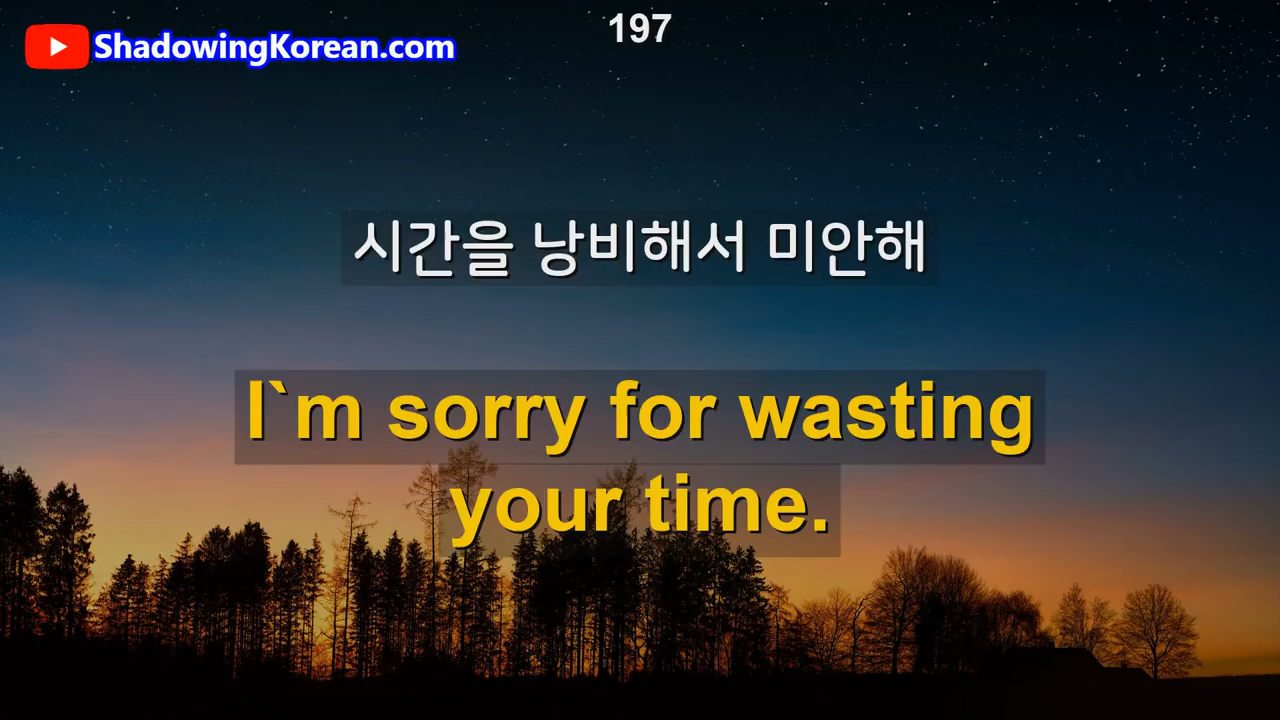 ShadowingKorean.com
197
시간을 낭비해서 미안해
I`m sorry for wasting
your time.